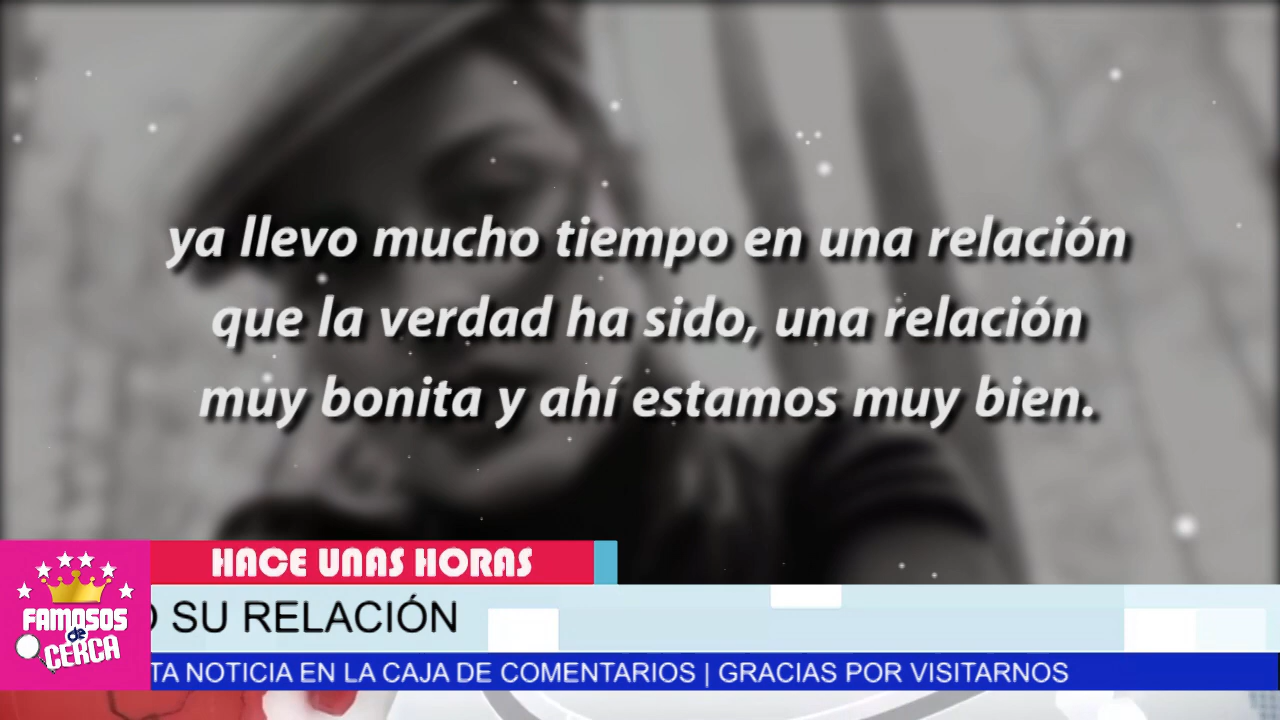 ya llevo mucho tiempo en una relación
que la verdad ha sido, una relación
muy bonita y ahí estamos muy bien.
HACE UNAS HORAS
SU RELACIÓN
FAMOSOS
de
CERCA
TA NOTICIA EN LA CAJA DE COMENTARIOS | GRACIAS POR VISITARNOS